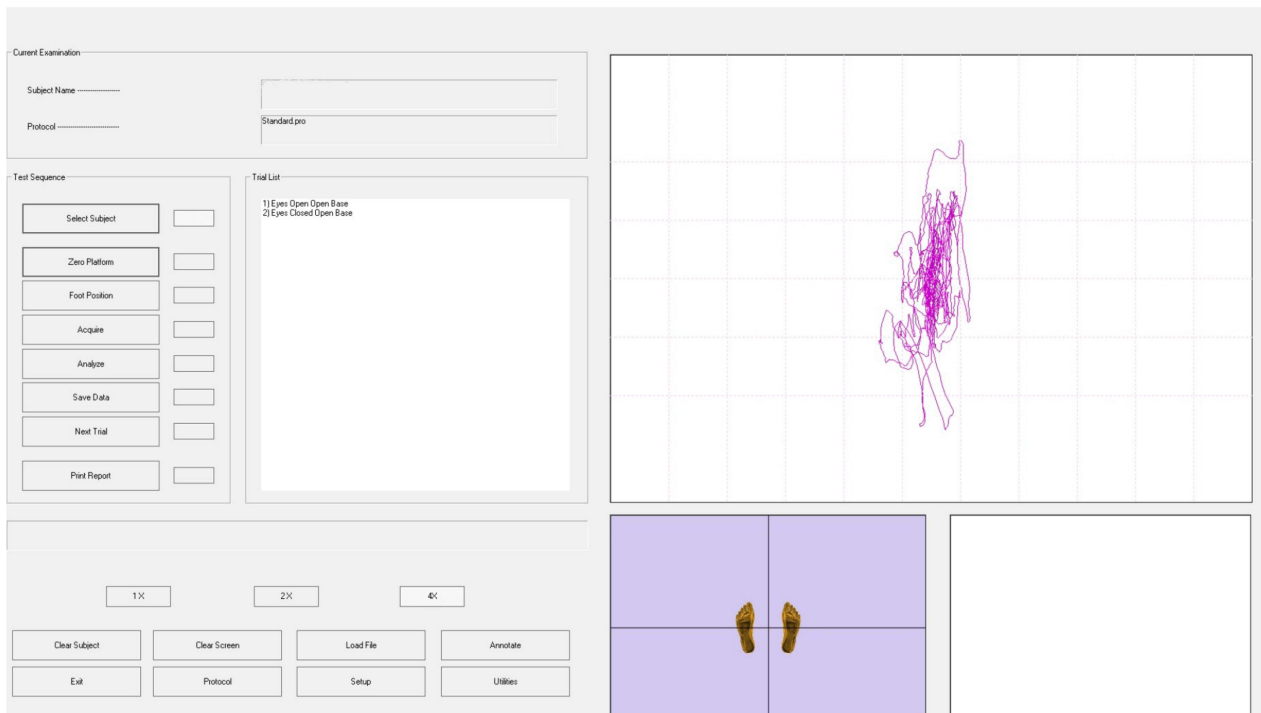 Current Examination
Subject Name --------------------
Protocol -----------------------------
Standard.pro
Test Sequence
Select Subject
Zero Platform
Foot Position
Acquire
Analyze
Save Data
Next Trial
Print Report
Trial List
1) Eyes Open Open Base
2) Eyes Closed Open Base
1X
2X
4X
Clear Subject
Clear Screen
Load File
Annotate
Exit
Protocol
Setup
Utilities